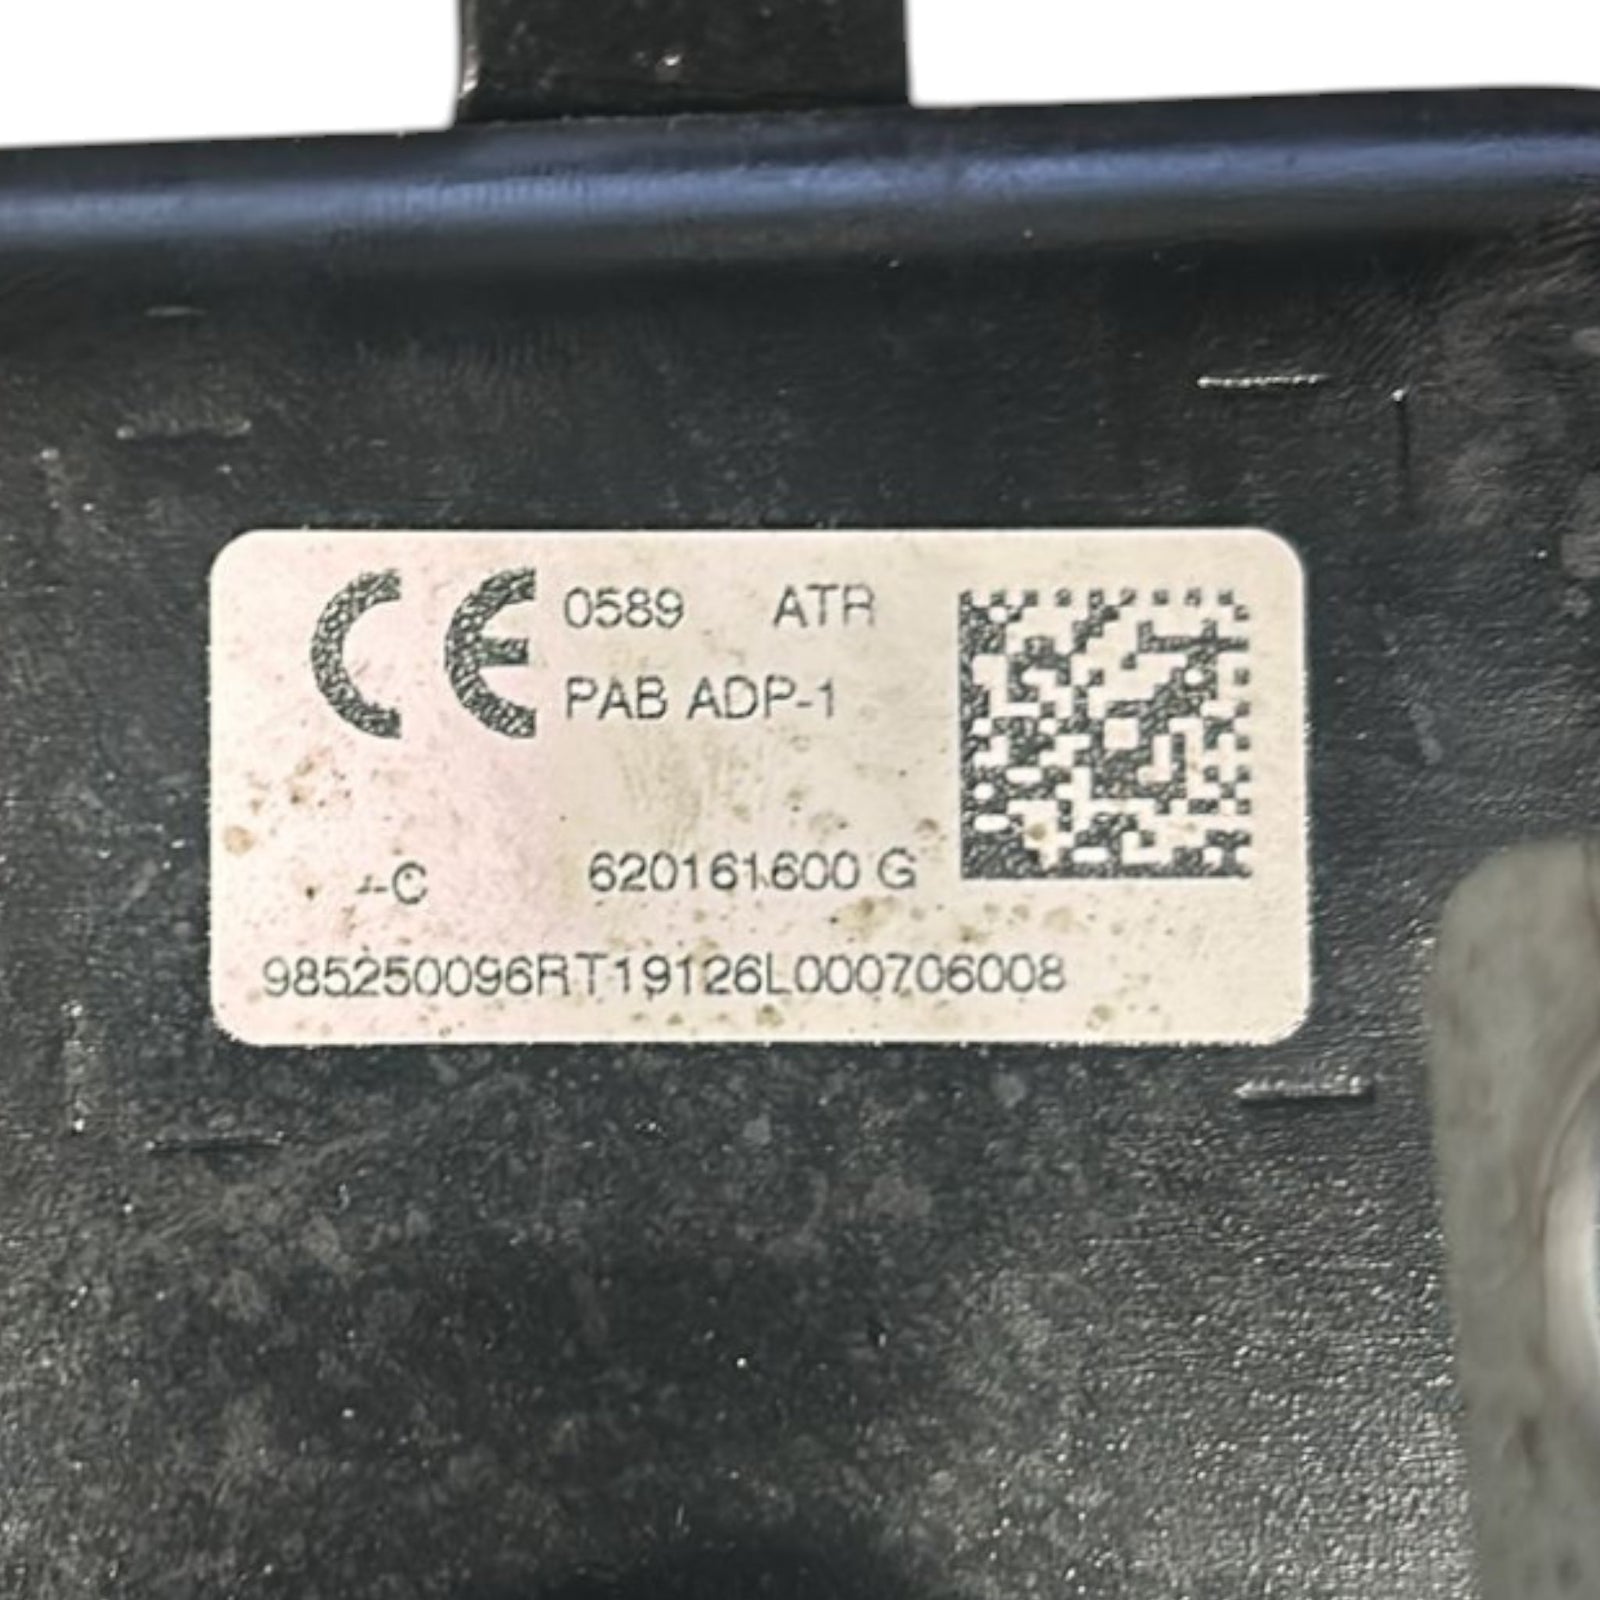 CE 0589 ATR
PAB ADP-1
-C 620161600 G
985250096RT19126L000706008